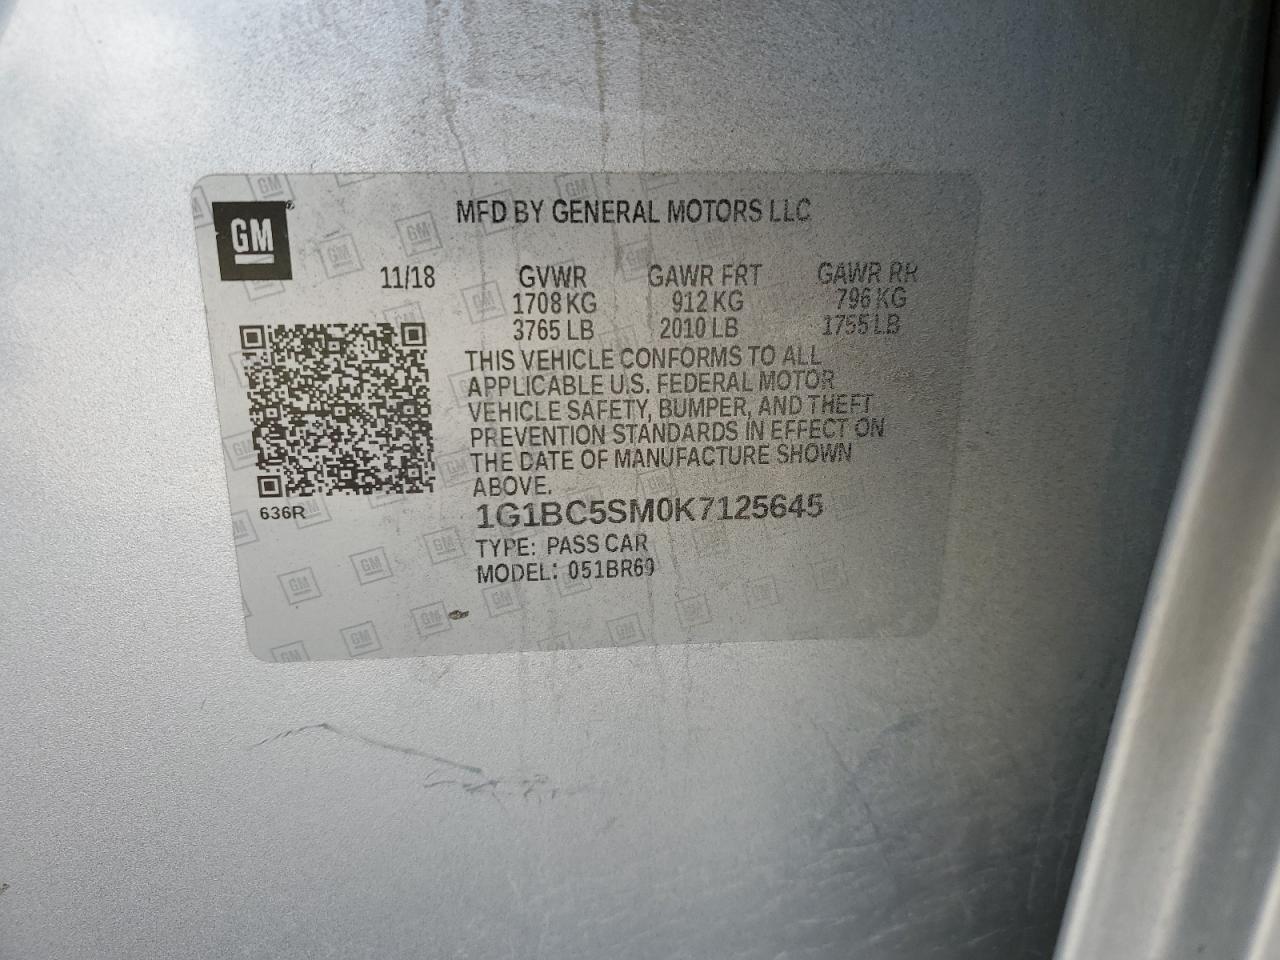 GM
MFD BY GENERAL MOTORS LLC
11/18 GVWR GAWR FRT GAWR RR
1708 KG 912 KG 796 KG
3765 LB 2010 LB 1755 LB
THIS VEHICLE CONFORMS TO ALL
APPLICABLE U.S. FEDERAL MOTOR
VEHICLE SAFETY, BUMPER, AND THEFT
PREVENTION STANDARDS IN EFFECT ON
THE DATE OF MANUFACTURE SHOWN
ABOVE.
636R
1G1BC5SM0K7125645
TYPE: PASS CAR
MODEL: 051BR69